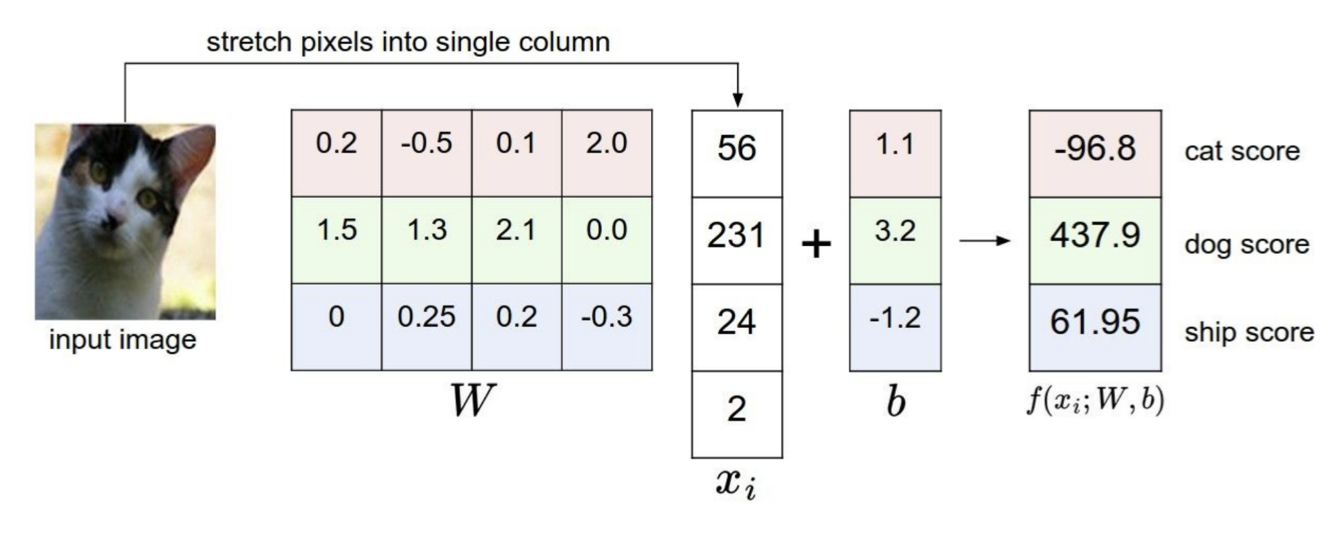 stretch pixels into single column
input image
0.2 -0.5 0.1 2.0
1.5 1.3 2.1 0.0
0 0.25 0.2 -0.3
W
56
231
24
2
x_i
+
1.1
3.2
-1.2
b
-96.8 cat score
437.9 dog score
61.95 ship score
f(x_i; W, b)